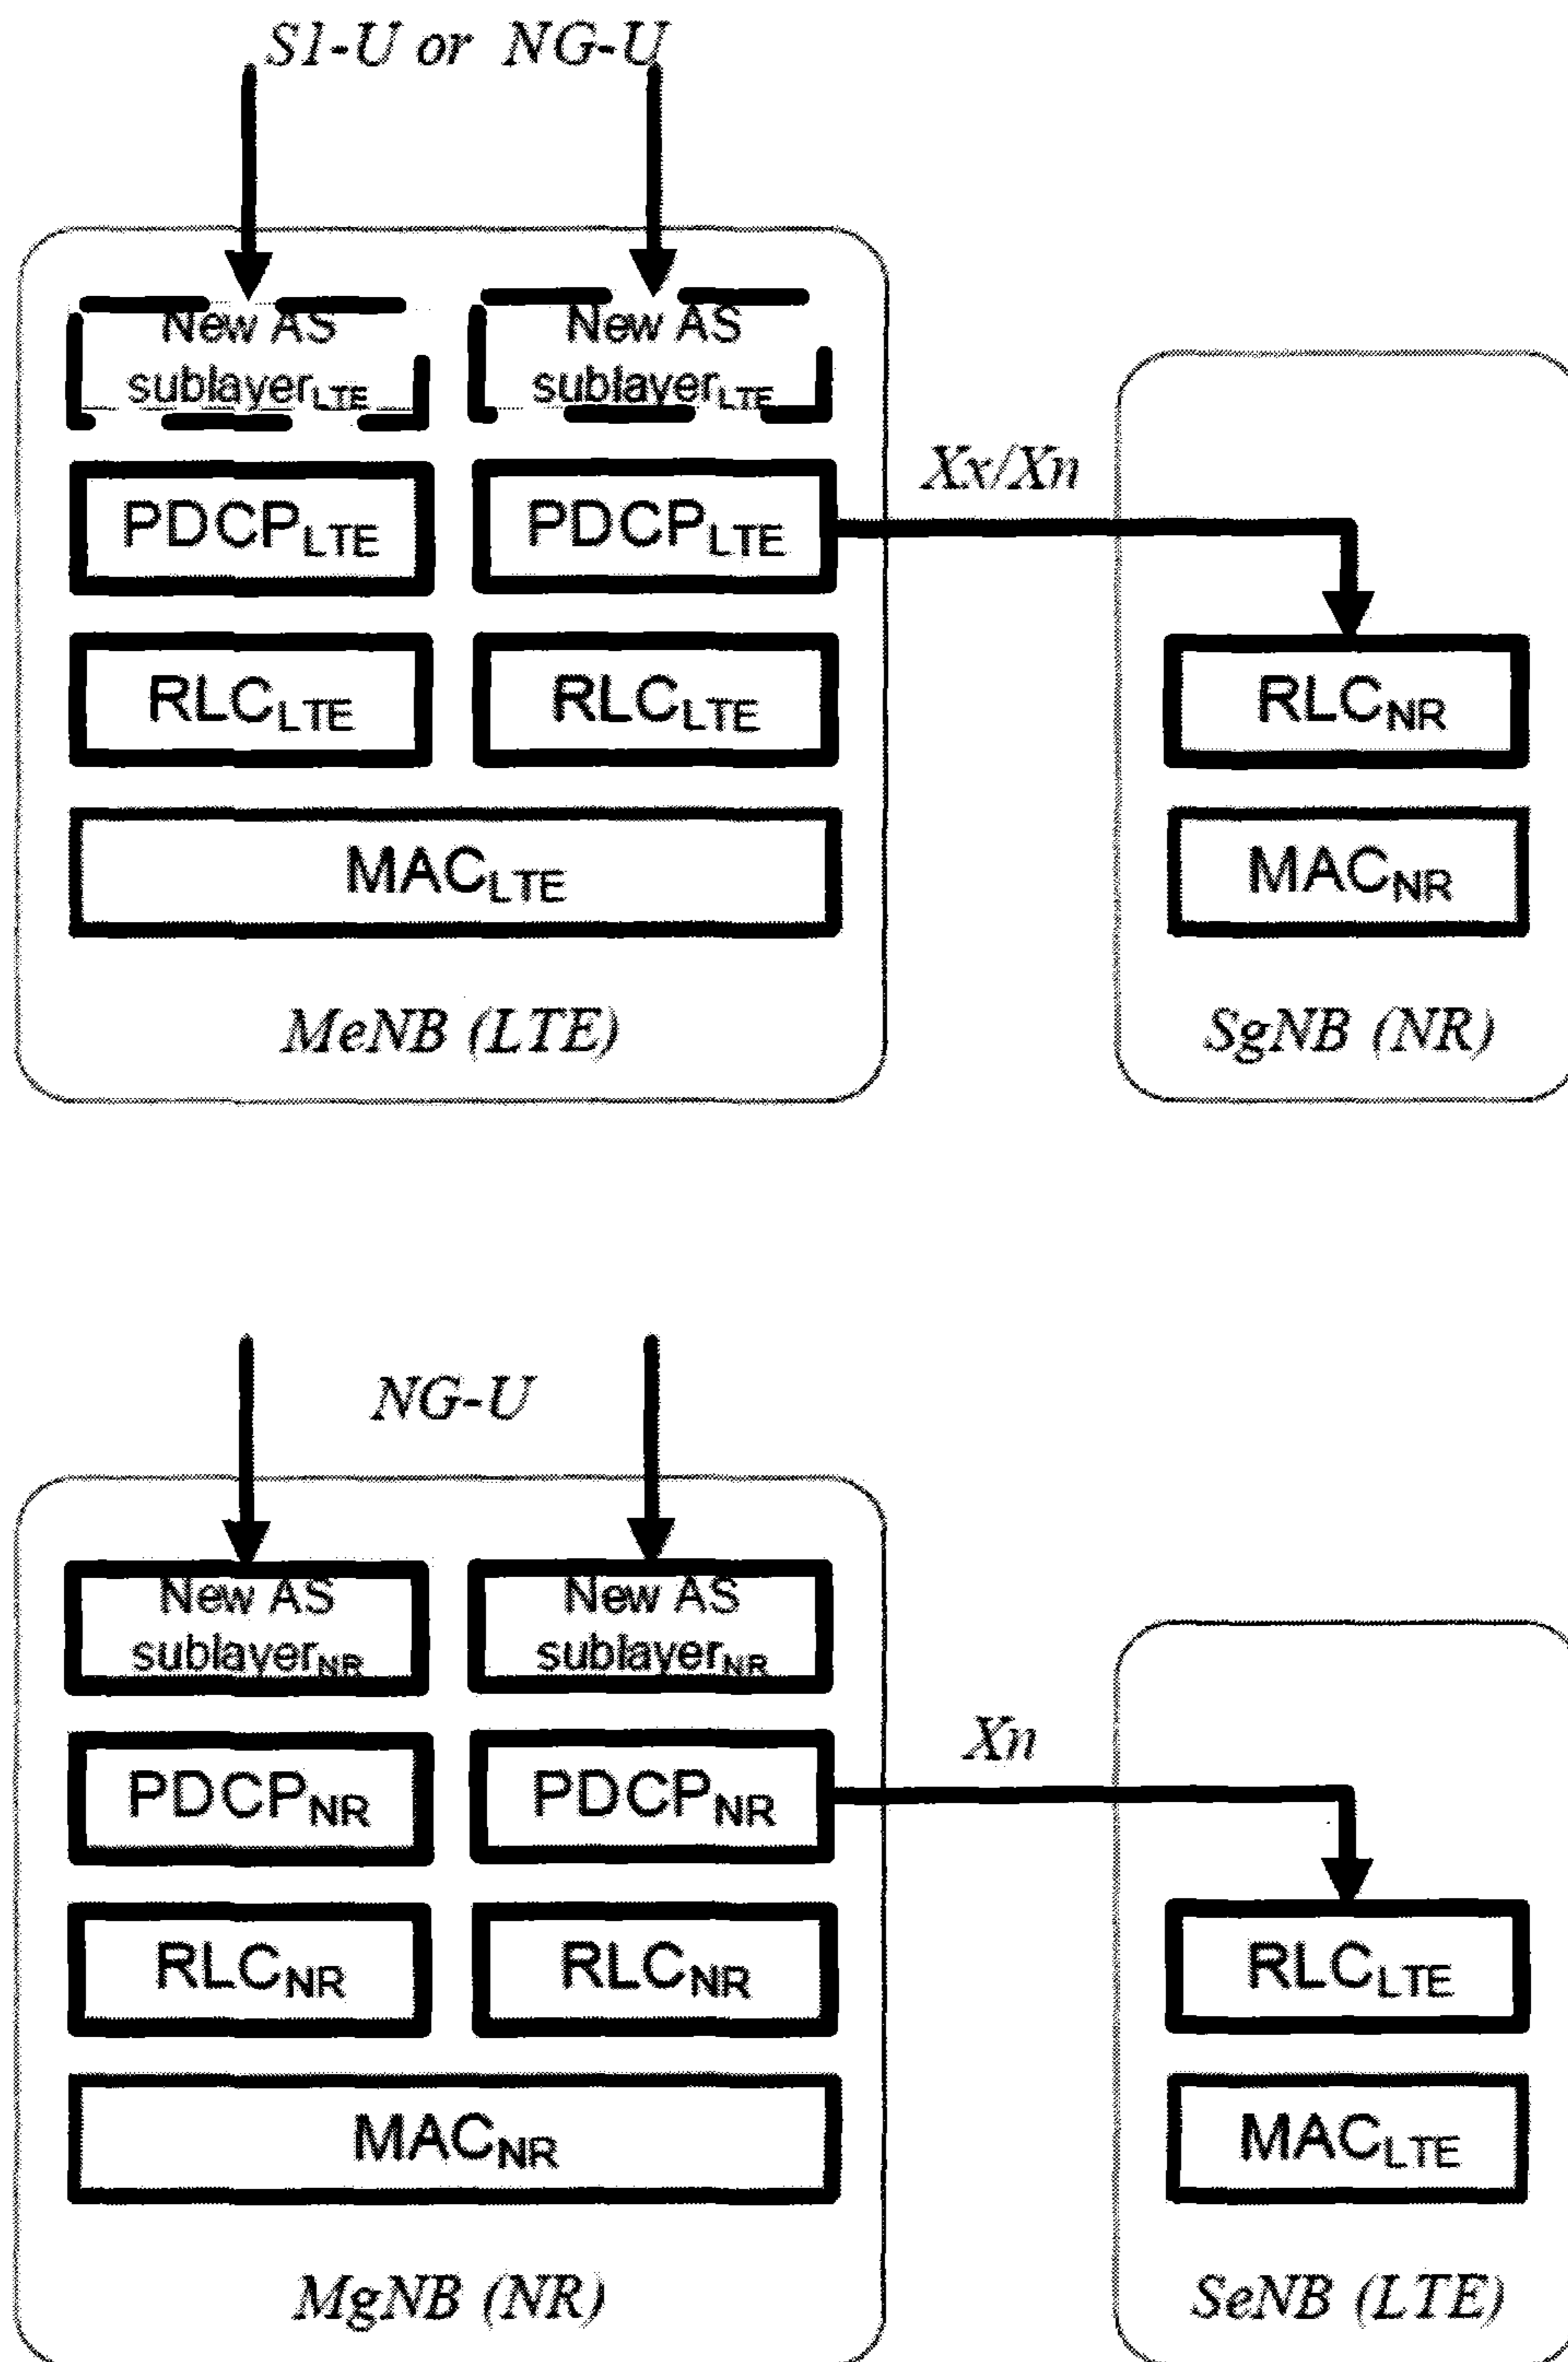 S1-U or NG-U
New AS
sublayerLTE
New AS
sublayerLTE
PDCPLTE
PDCPLTE
Xx/Xn
RLCLTE
RLCLTE
RLCNR
MACLTE
MACNR
MeNB (LTE)
SgNB (NR)
NG-U
New AS
sublayerNR
New AS
sublayerNR
PDCPNR
PDCPNR
Xn
RLCNR
RLCNR
RLCLTE
MACNR
MACLTE
MgNB (NR)
SeNB (LTE)